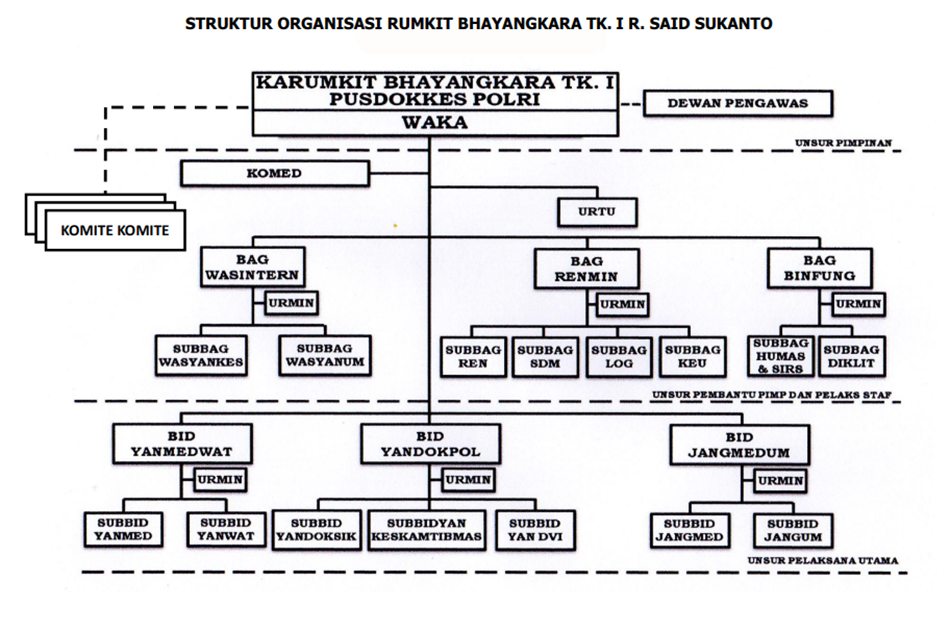 STRUKTUR ORGANISASI RUMKIT BHAYANGKARA TK. I R. SAID SUKANTO
KARUMKIT BHAYANGKARA TK. I
PUSDOKKES POLRI
WAKA
DEWAN PENGAWAS
UNSUR PIMPINAN
KOMED
URTU
KOMITE KOMITE
BAG
WASINTERN
URMIN
BAG
RENMIN
URMIN
BAG
BINFUNG
URMIN
SUBBAG
WASYANKES
SUBBAG
WASYANUM
SUBBAG
REN
SUBBAG
SDM
SUBBAG
LOG
SUBBAG
KEU
SUBBAG
HUMAS
& SIRS
SUBBAG
DIKLIT
UNSUR PEMBANTU PIMP DAN PELAKS STAF
BID
YANMEDWAT
URMIN
BID
YANDOKPOL
URMIN
BID
JANGMEDUM
URMIN
SUBBID
YANMED
SUBBID
YANWAT
SUBBID
YANDOKSIK
SUBBIDYAN
KESKAMTIBMAS
SUBBID
YAN DVI
SUBBID
JANGMED
SUBBID
JANGUM
UNSUR PELAKSANA UTAMA